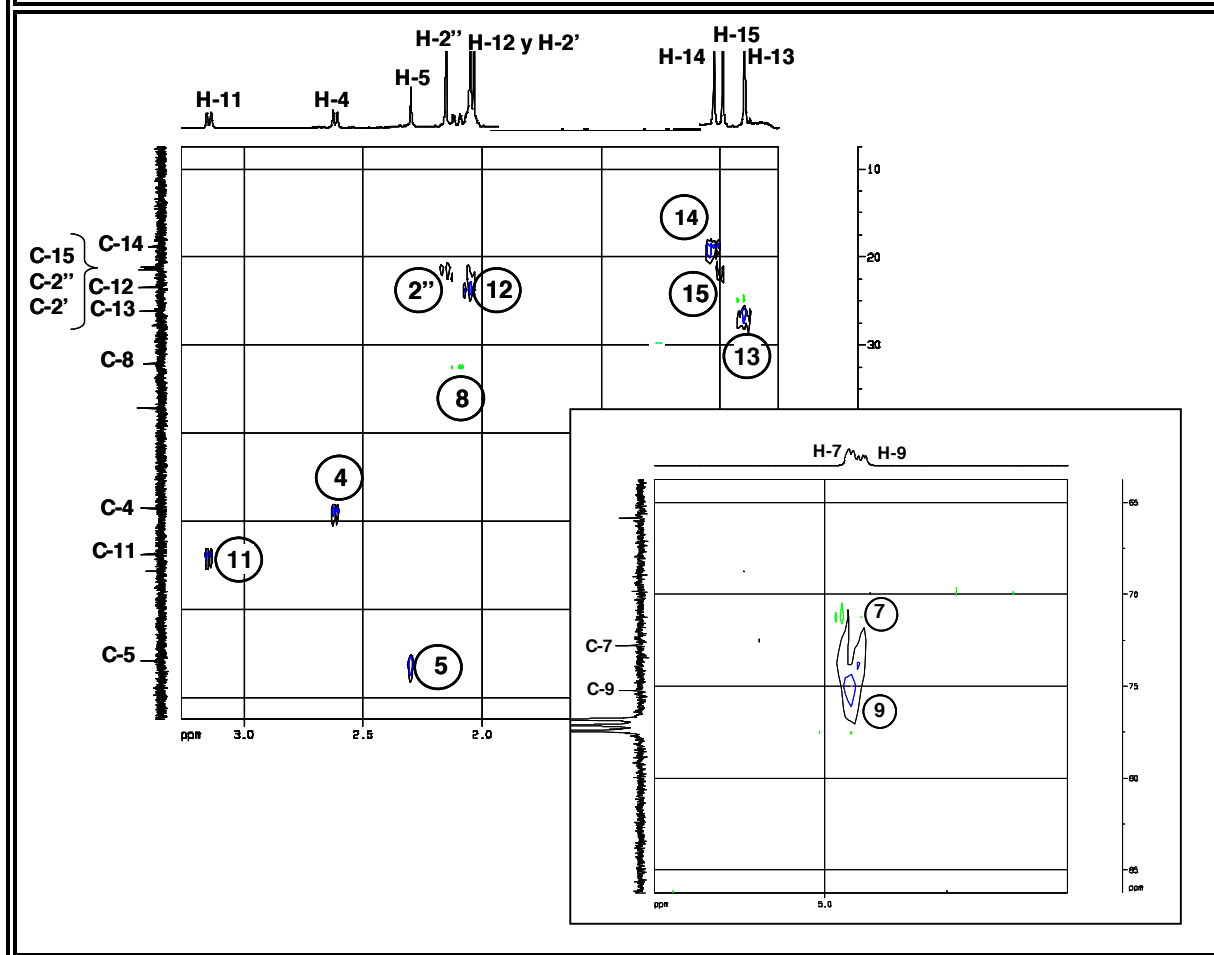 H-2’’
H-12 y H-2’
H-15
H-14
H-13
H-5
H-11
H-4
10
14
C-14
C-15
20
C-2’’
C-12
2’’
12
15
C-2’
C-13
30
13
C-8
8
H-7
H-9
4
65
C-4
C-11
11
70
7
C-7
C-5
5
C-9
75
9
ppm
3.0
2.5
2.0
80
85
ppm
ppm
5.0